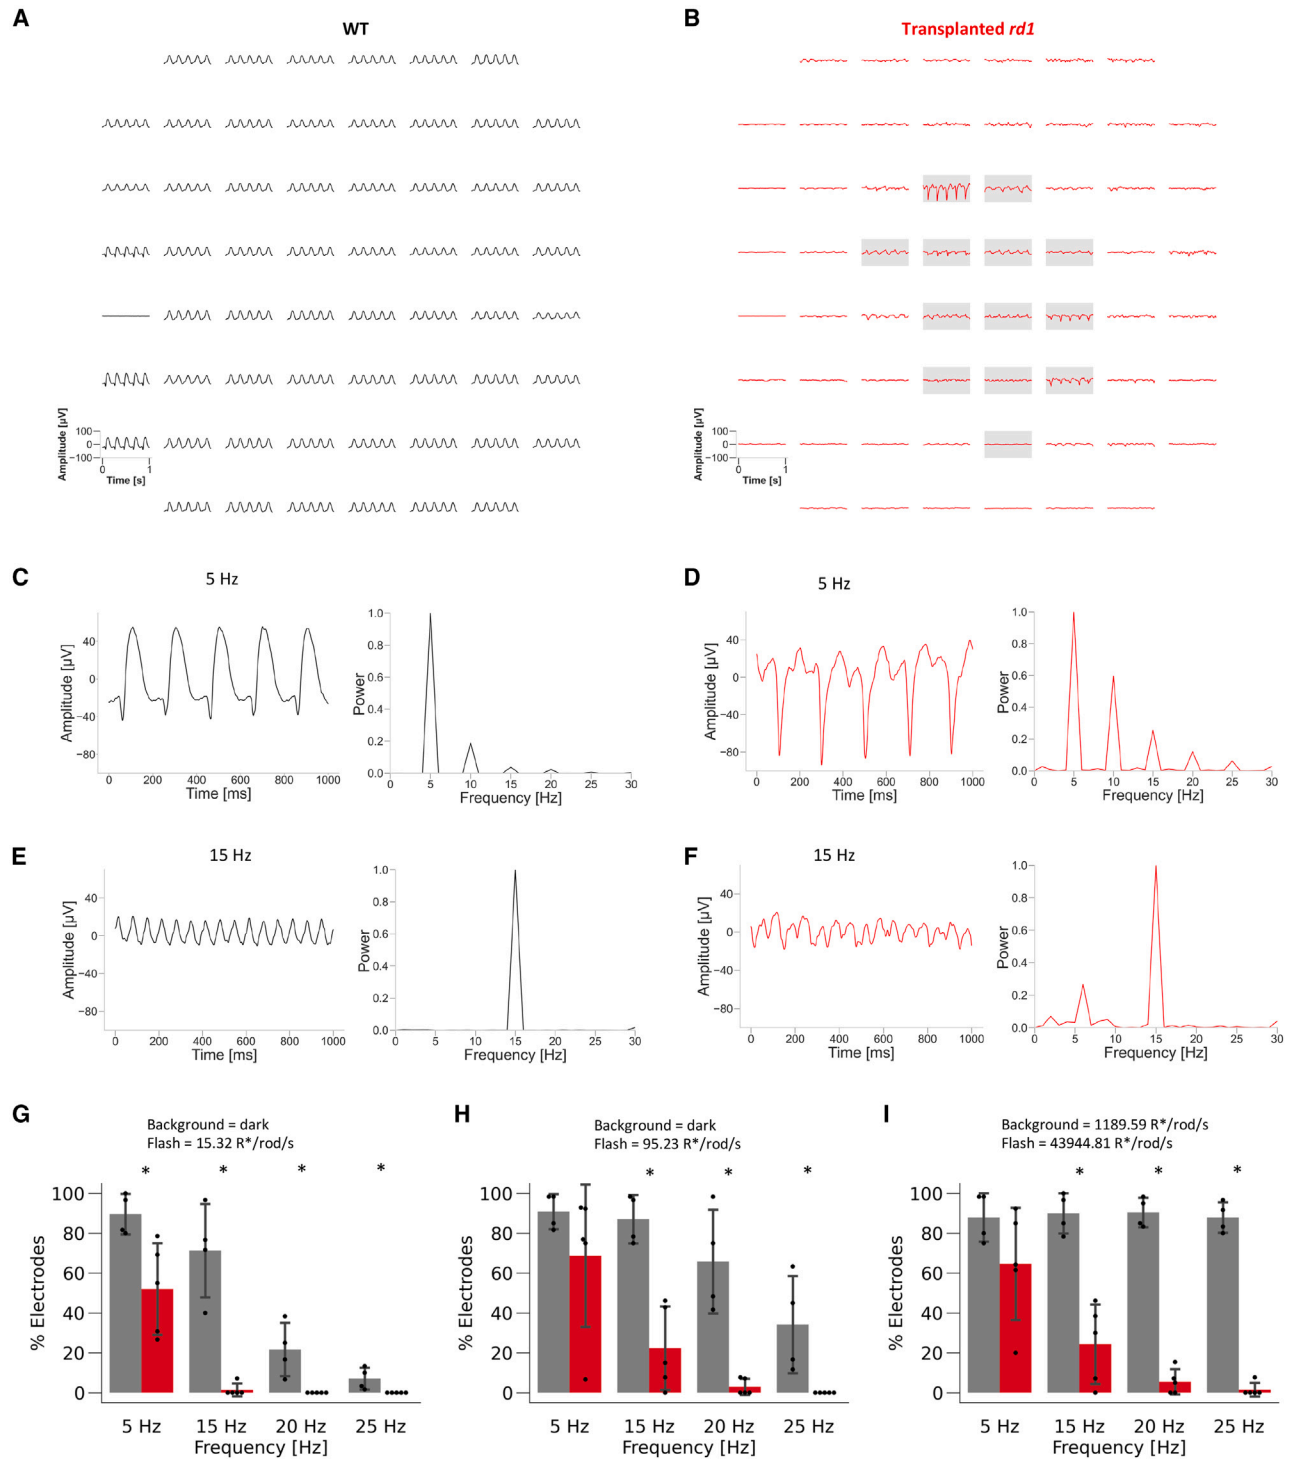 A
WT
Amplitude [µV]
100
0
−100
0
1
Time [s]
B
Transplanted rd1
Amplitude [µV]
100
0
−100
0
1
Time [s]
C
5 Hz
Amplitude [µV]
40
0
−40
−80
0 200 400 600 800 1000
Time [ms]
Power
1.0
0.8
0.6
0.4
0.2
0.0
0 5 10 15 20 25 30
Frequency [Hz]
D
5 Hz
Amplitude [µV]
40
0
−40
−80
0 200 400 600 800 1000
Time [ms]
Power
1.0
0.8
0.6
0.4
0.2
0.0
0 5 10 15 20 25 30
Frequency [Hz]
E
15 Hz
Amplitude [µV]
40
0
−40
−80
0 200 400 600 800 1000
Time [ms]
Power
1.0
0.8
0.6
0.4
0.2
0.0
0 5 10 15 20 25 30
Frequency [Hz]
F
15 Hz
Amplitude [µV]
40
0
−40
−80
0 200 400 600 800 1000
Time [ms]
Power
1.0
0.8
0.6
0.4
0.2
0.0
0 5 10 15 20 25 30
Frequency [Hz]
G
Background = dark
Flash = 15.32 R*/rod/s
* * * *
% Electrodes
100
80
60
40
20
0
5 Hz 15 Hz 20 Hz 25 Hz
Frequency [Hz]
H
Background = dark
Flash = 95.23 R*/rod/s
* * *
% Electrodes
100
80
60
40
20
0
5 Hz 15 Hz 20 Hz 25 Hz
Frequency [Hz]
I
Background = 1189.59 R*/rod/s
Flash = 43944.81 R*/rod/s
* * *
% Electrodes
100
80
60
40
20
0
5 Hz 15 Hz 20 Hz 25 Hz
Frequency [Hz]